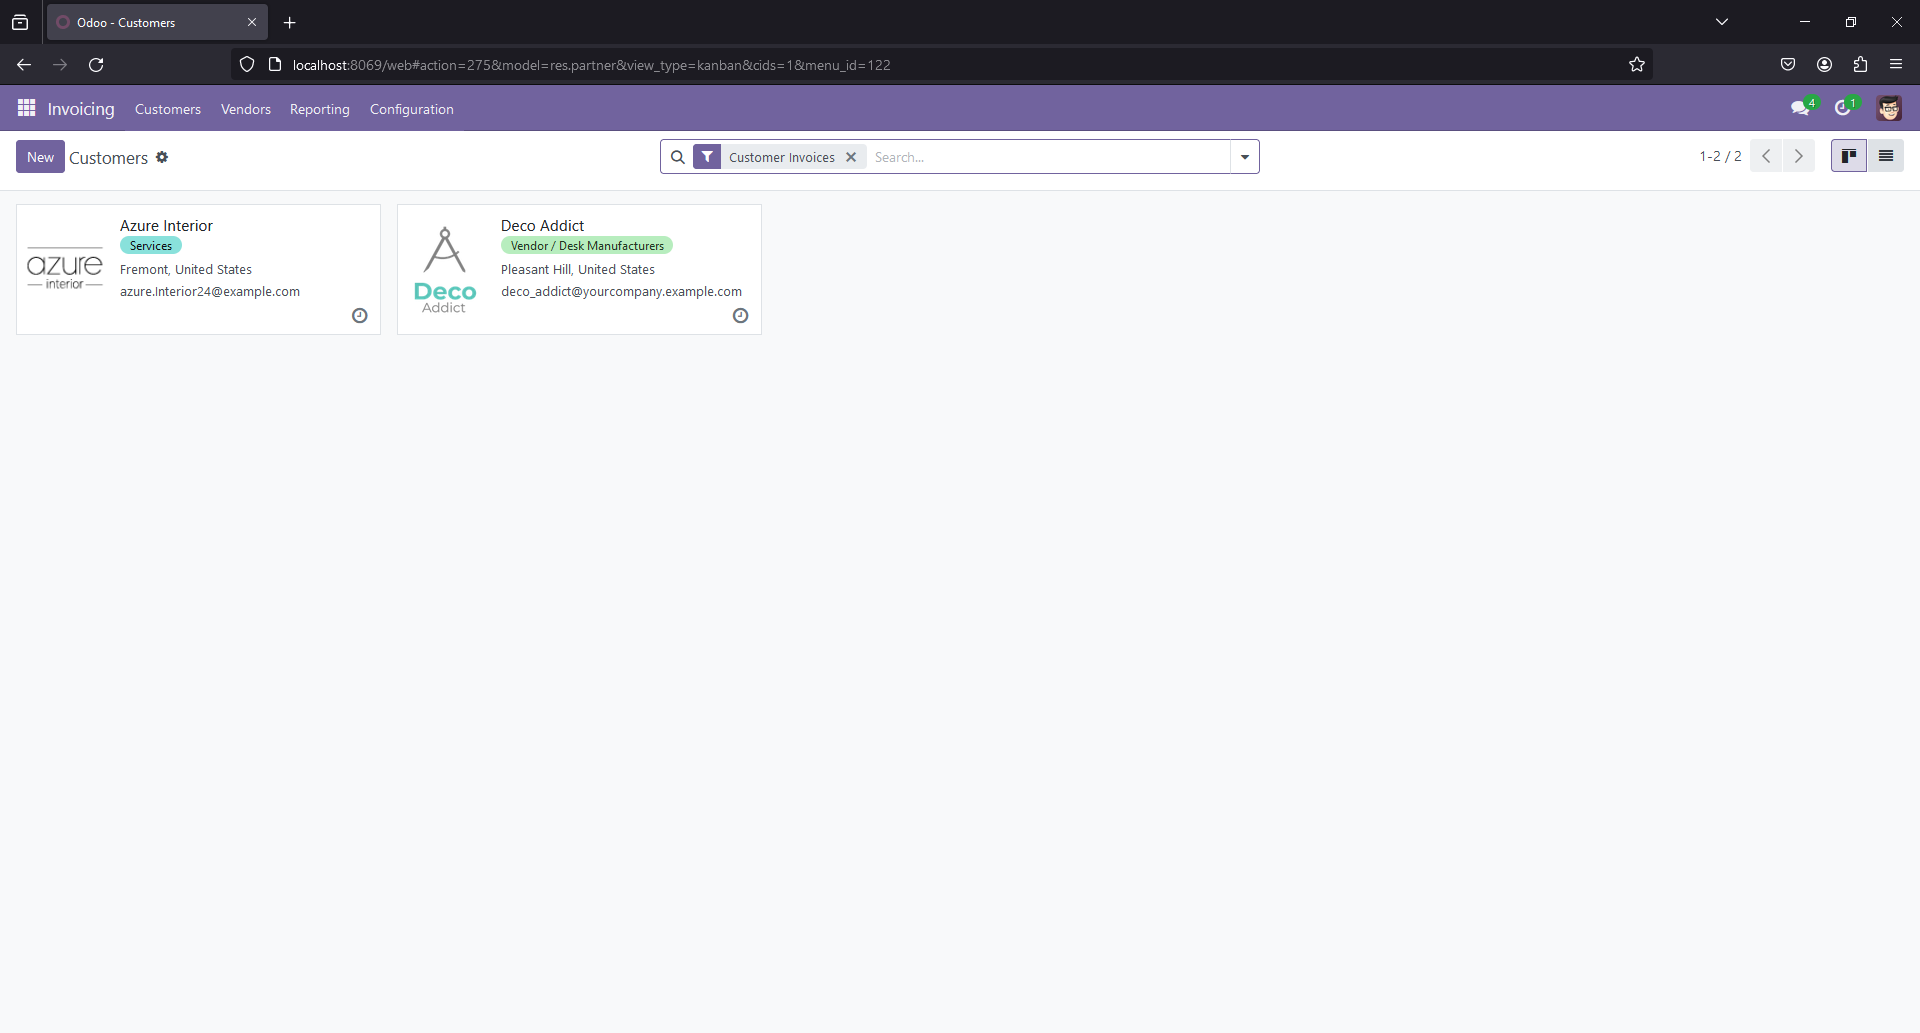 Odoo - Customers
localhost:8069/web#action=275&model=res.partner&view_type=kanban&cids=1&menu_id=122
Invoicing Customers Vendors Reporting Configuration 4 1
New Customers Customer Invoices Search... 1-2 / 2
Azure Interior
Services
Fremont, United States
azure.Interior24@example.com
azure
interior
Deco Addict
Vendor / Desk Manufacturers
Pleasant Hill, United States
deco_addict@yourcompany.example.com
Deco
Addict